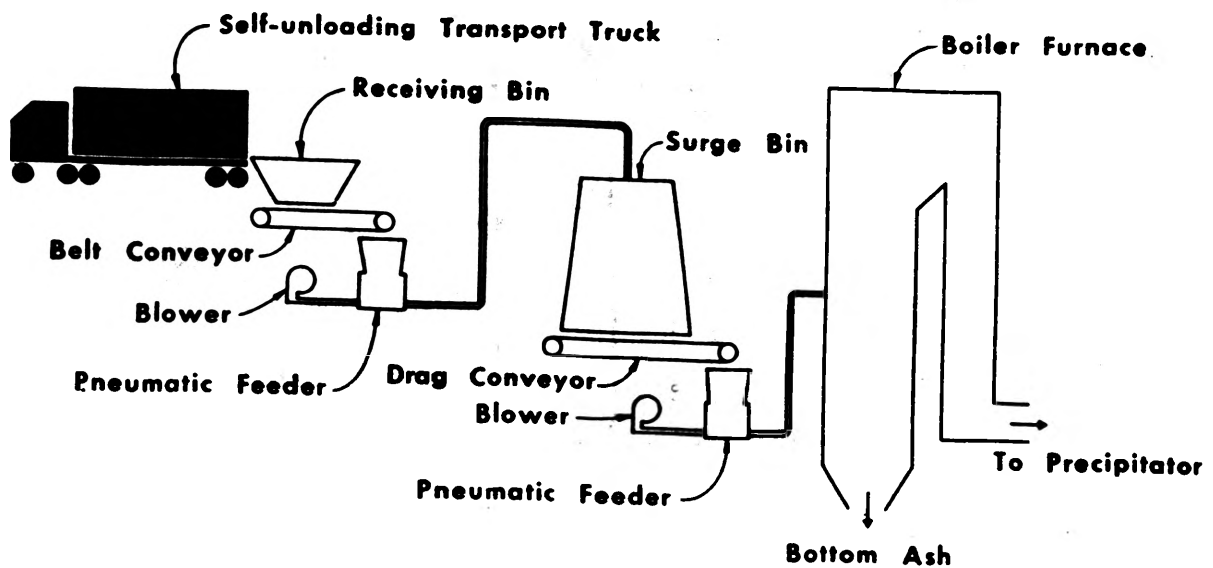 Self-unloading Transport Truck
Boiler Furnace
Receiving Bin
Surge Bin
Belt Conveyor
Blower
Pneumatic Feeder
Drag Conveyor
Blower
To Precipitator
Pneumatic Feeder
Bottom Ash